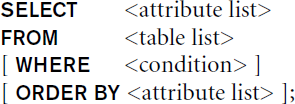 SELECT <attribute list>
FROM <table list>
[ WHERE <condition> ]
[ ORDER BY <attribute list> ];